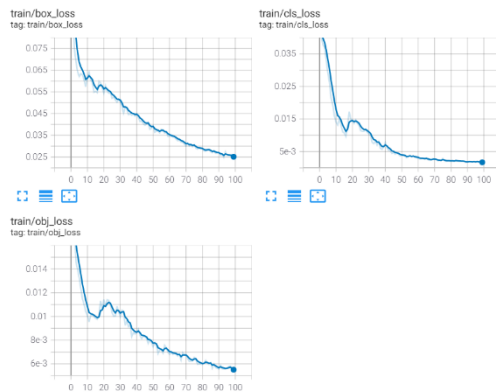 train/box_loss
tag: train/box_loss
0.075
0.065
0.055
0.045
0.035
0.025
0 10 20 30 40 50 60 70 80 90 100
train/cls_loss
tag: train/cls_loss
0.035
0.025
0.015
5e-3
0 10 20 30 40 50 60 70 80 90 100
train/obj_loss
tag: train/obj_loss
0.014
0.012
0.01
8e-3
6e-3
0 10 20 30 40 50 60 70 80 90 100